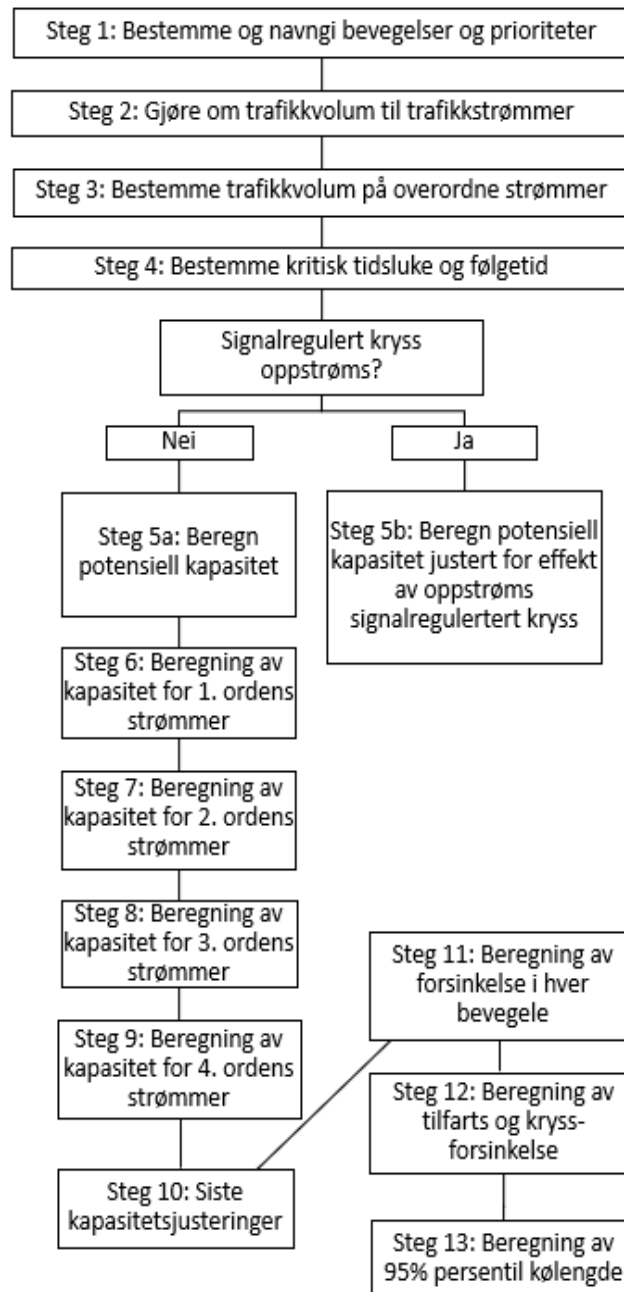 Steg 1: Bestemme og navngi bevegelser og prioriteter
Steg 2: Gjøre om trafikkvolum til trafikkstrømmer
Steg 3: Bestemme trafikkvolum på overordne strømmer
Steg 4: Bestemme kritisk tidsluke og følgetid
Signalregulert kryss
oppstrøms?
Nei
Ja
Steg 5a: Beregn
potensiell kapasitet
Steg 5b: Beregn potensiell
kapasitet justert for effekt
av oppstrøms
signalregulertert kryss
Steg 6: Beregning av
kapasitet for 1. ordens
strømmer
Steg 7: Beregning av
kapasitet for 2. ordens
strømmer
Steg 8: Beregning av
kapasitet for 3. ordens
strømmer
Steg 9: Beregning av
kapasitet for 4. ordens
strømmer
Steg 10: Siste
kapasitetsjusteringer
Steg 11: Beregning av
forsinkelse i hver
bevegele
Steg 12: Beregning av
tilfarts og kryss-
forsinkelse
Steg 13: Beregning av
95% persentil kølengde